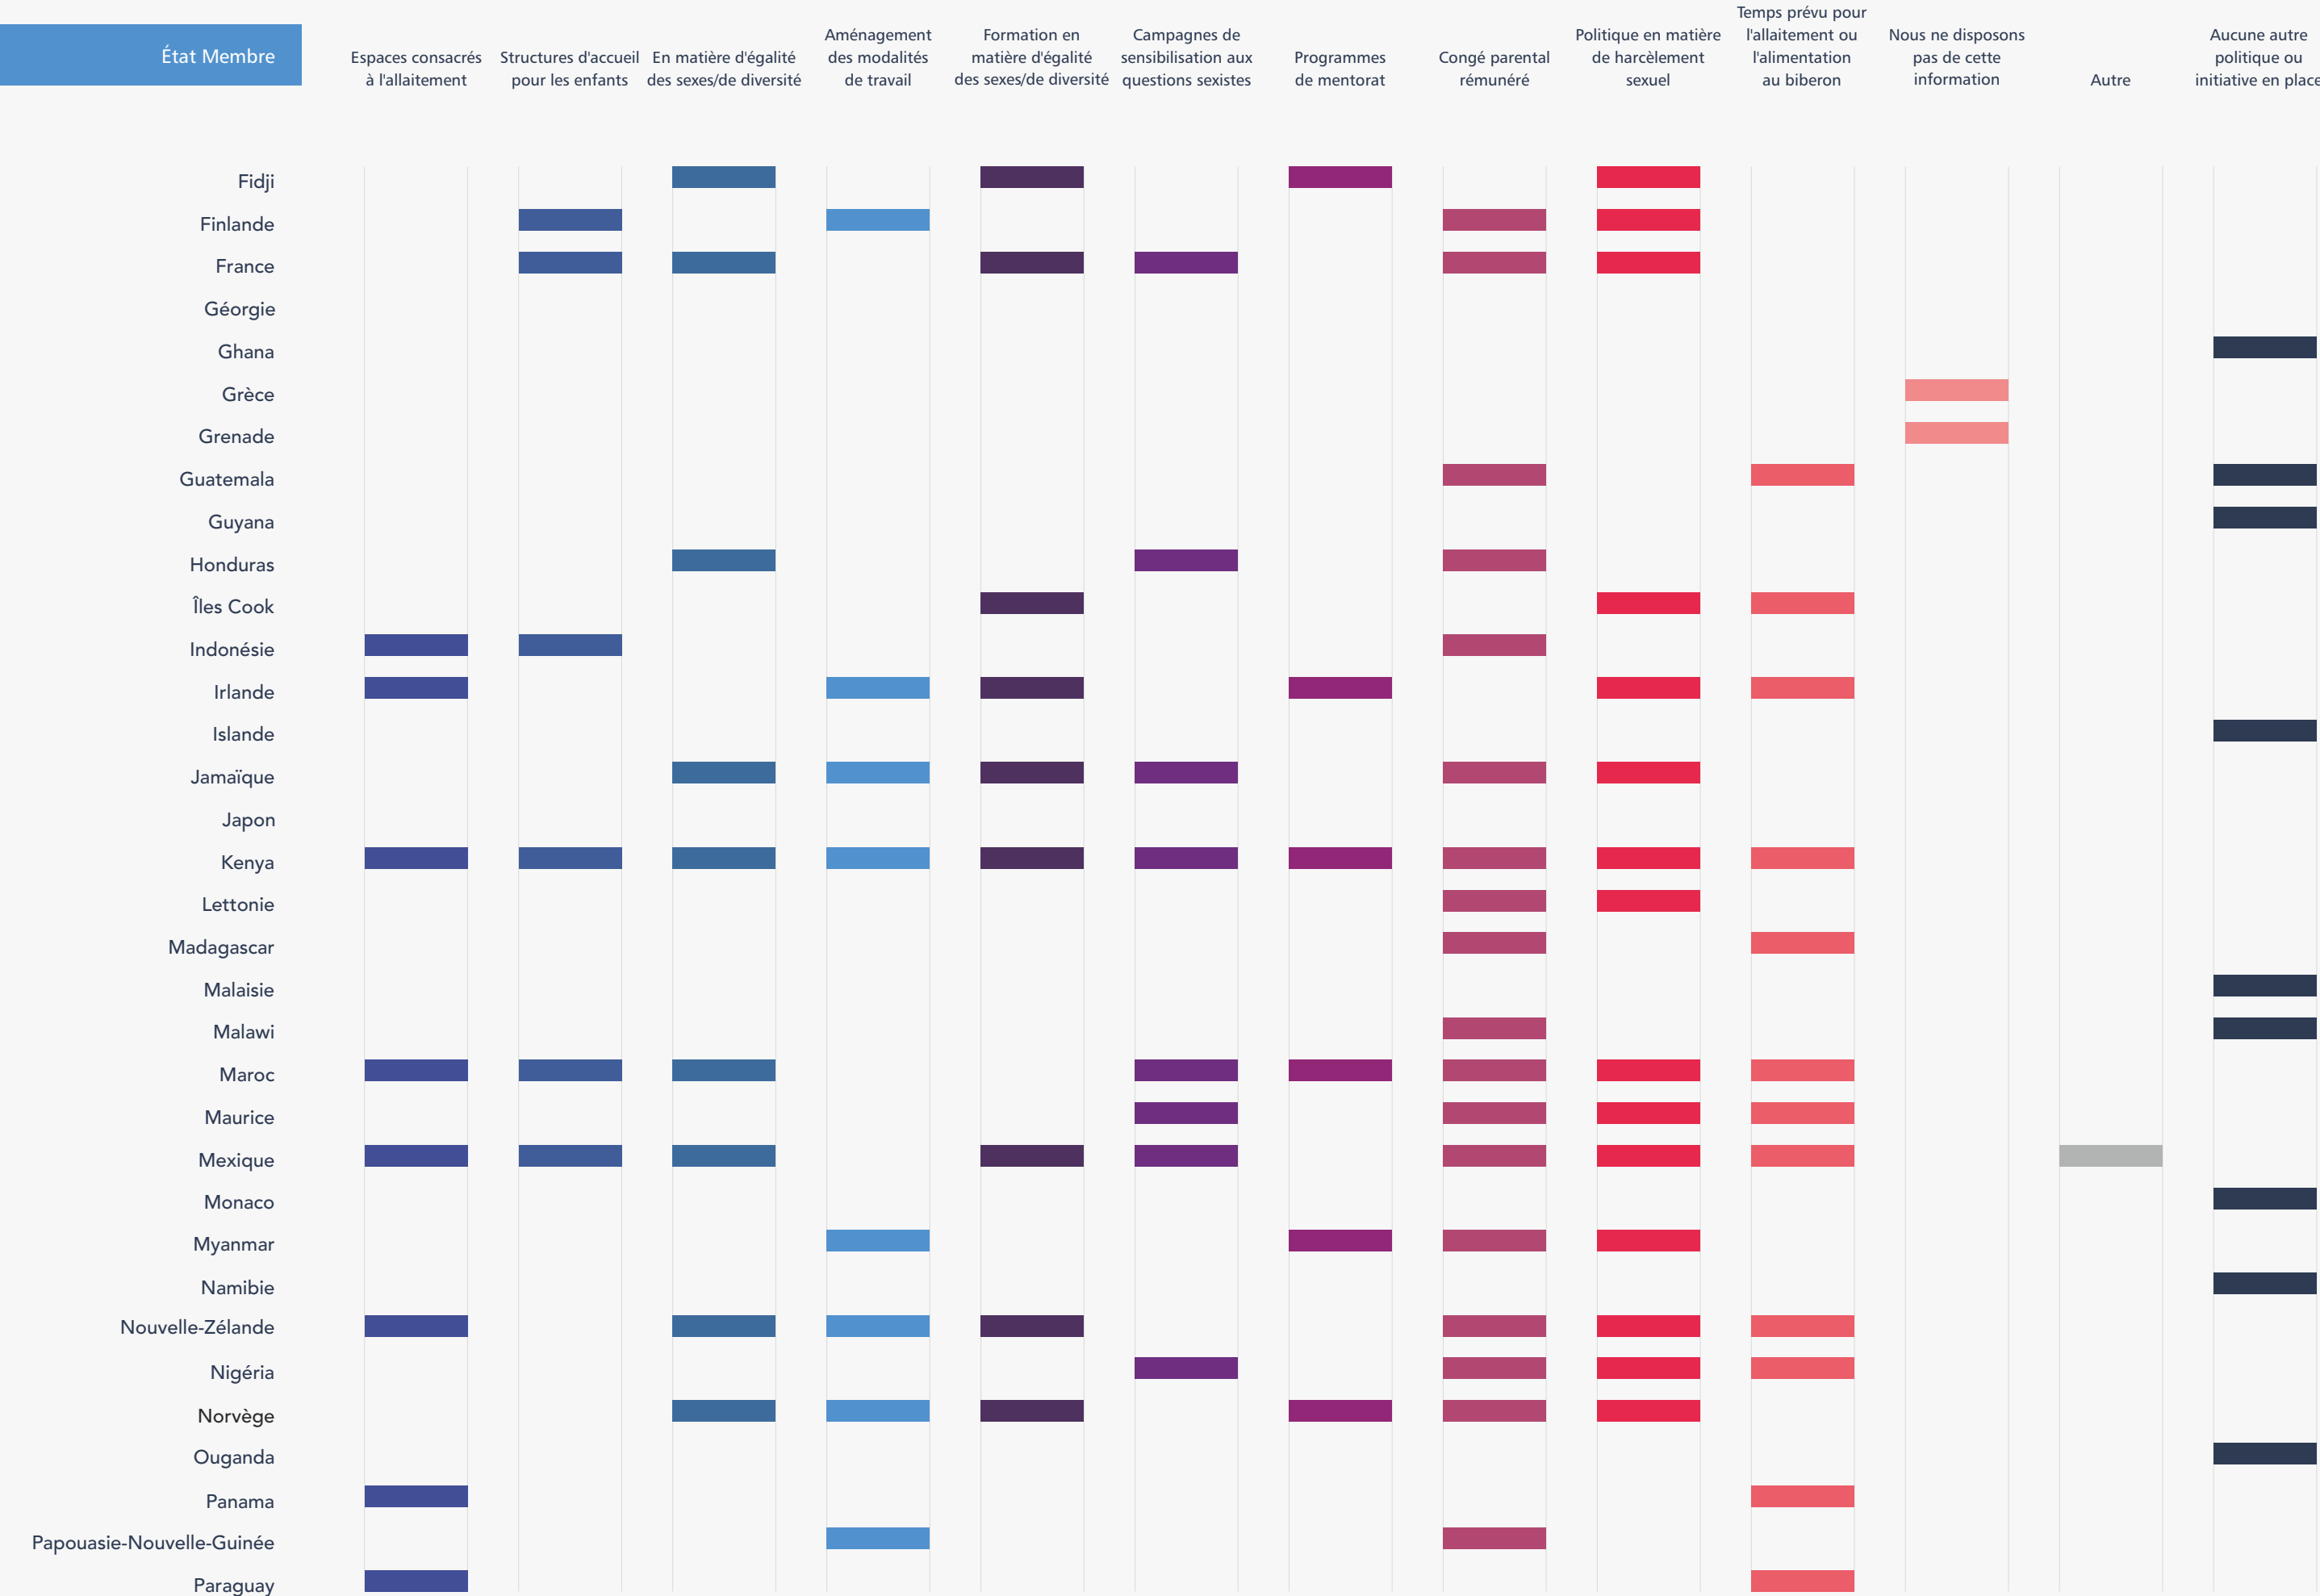 État Membre
Espaces consacrés
à l'allaitement
Structures d'accueil
pour les enfants
En matière d'égalité
des sexes/de diversité
Aménagement
des modalités
de travail
Formation en
matière d'égalité
des sexes/de diversité
Campagnes de
sensibilisation aux
questions sexistes
Programmes
de mentorat
Congé parental
rémunéré
Politique en matière
de harcèlement
sexuel
Temps prévu pour
l'allaitement ou
l'alimentation
au biberon
Nous ne disposons
pas de cette
information
Autre
Aucune autre
politique ou
initiative en place
Fidji
Finlande
France
Géorgie
Ghana
Grèce
Grenade
Guatemala
Guyana
Honduras
Îles Cook
Indonésie
Irlande
Islande
Jamaïque
Japon
Kenya
Lettonie
Madagascar
Malaisie
Malawi
Maroc
Maurice
Mexique
Monaco
Myanmar
Namibie
Nouvelle-Zélande
Nigéria
Norvège
Ouganda
Panama
Papouasie-Nouvelle-Guinée
Paraguay